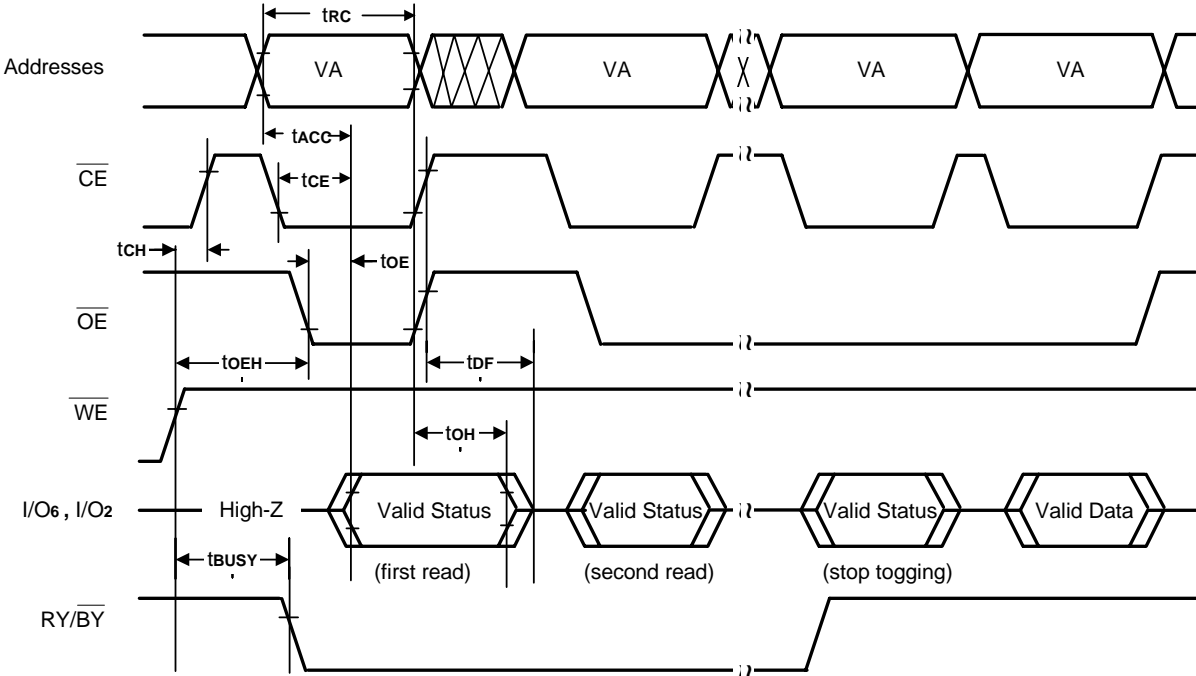 tRC
Addresses VA VA VA VA
tACC
CE
tCE
tCH
tOE
OE
tOEH
tDF
WE
tOH
I/O6 , I/O2 High-Z Valid Status Valid Status Valid Status Valid Data
tBUSY
(first read) (second read) (stop togging)
RY/BY